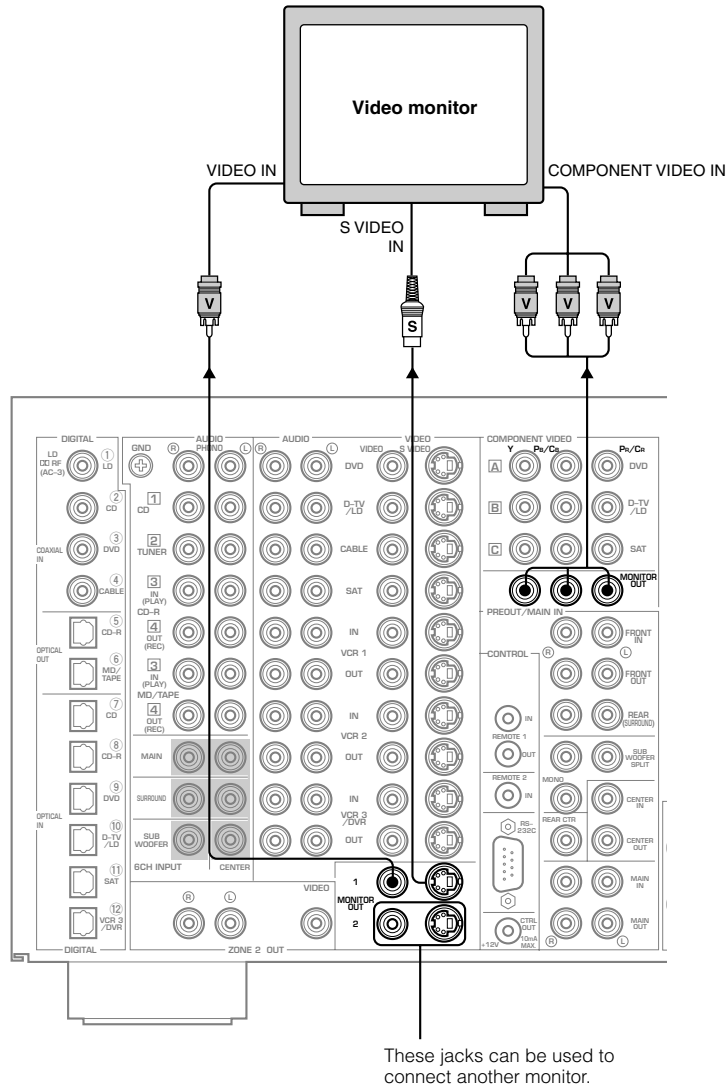 Video monitor
VIDEO IN
COMPONENT VIDEO IN
S VIDEO
IN
V
S
V V V
DIGITAL
LD
RF
(AC-3)
① LD
② CD
COAXIAL
IN
③ DVD
④ CABLE
OPTICAL
OUT
⑤ CD-R
⑥ MD/
TAPE
⑦ CD
⑧ CD-R
OPTICAL
IN
⑨ DVD
⑩ D-TV
/LD
⑪ SAT
⑫ VCR 3
/DVR
DIGITAL
GND
AUDIO
R PHONO L
1
CD
2
TUNER
3
IN
(PLAY)
CD-R
4
OUT
(REC)
3
IN
(PLAY)
MD/TAPE
4
OUT
(REC)
MAIN
SURROUND
SUB
WOOFER
6CH INPUT CENTER
R L VIDEO
ZONE 2 OUT
AUDIO
R L
VIDEO
VIDEO S VIDEO
DVD
D-TV
/LD
CABLE
SAT
IN
VCR 1
OUT
IN
VCR 2
OUT
IN
VCR 3
/DVR
OUT
1
MONITOR
OUT
2
COMPONENT VIDEO
Y PB/CB PR/CR
A DVD
B D-TV
/LD
C SAT
MONITOR
OUT
PREOUT/MAIN IN
CONTROL
R L
FRONT
IN
FRONT
OUT
REAR
(SURROUND)
IN
REMOTE 1
OUT
REMOTE 2
IN
SUB
WOOFER
SPLIT
MONO
CENTER
IN
REAR CTR
CENTER
OUT
RS-
232C
MAIN
IN
MAIN
OUT
R L
CTRL
OUT
+12V 10mA
MAX.
These jacks can be used to
connect another monitor.